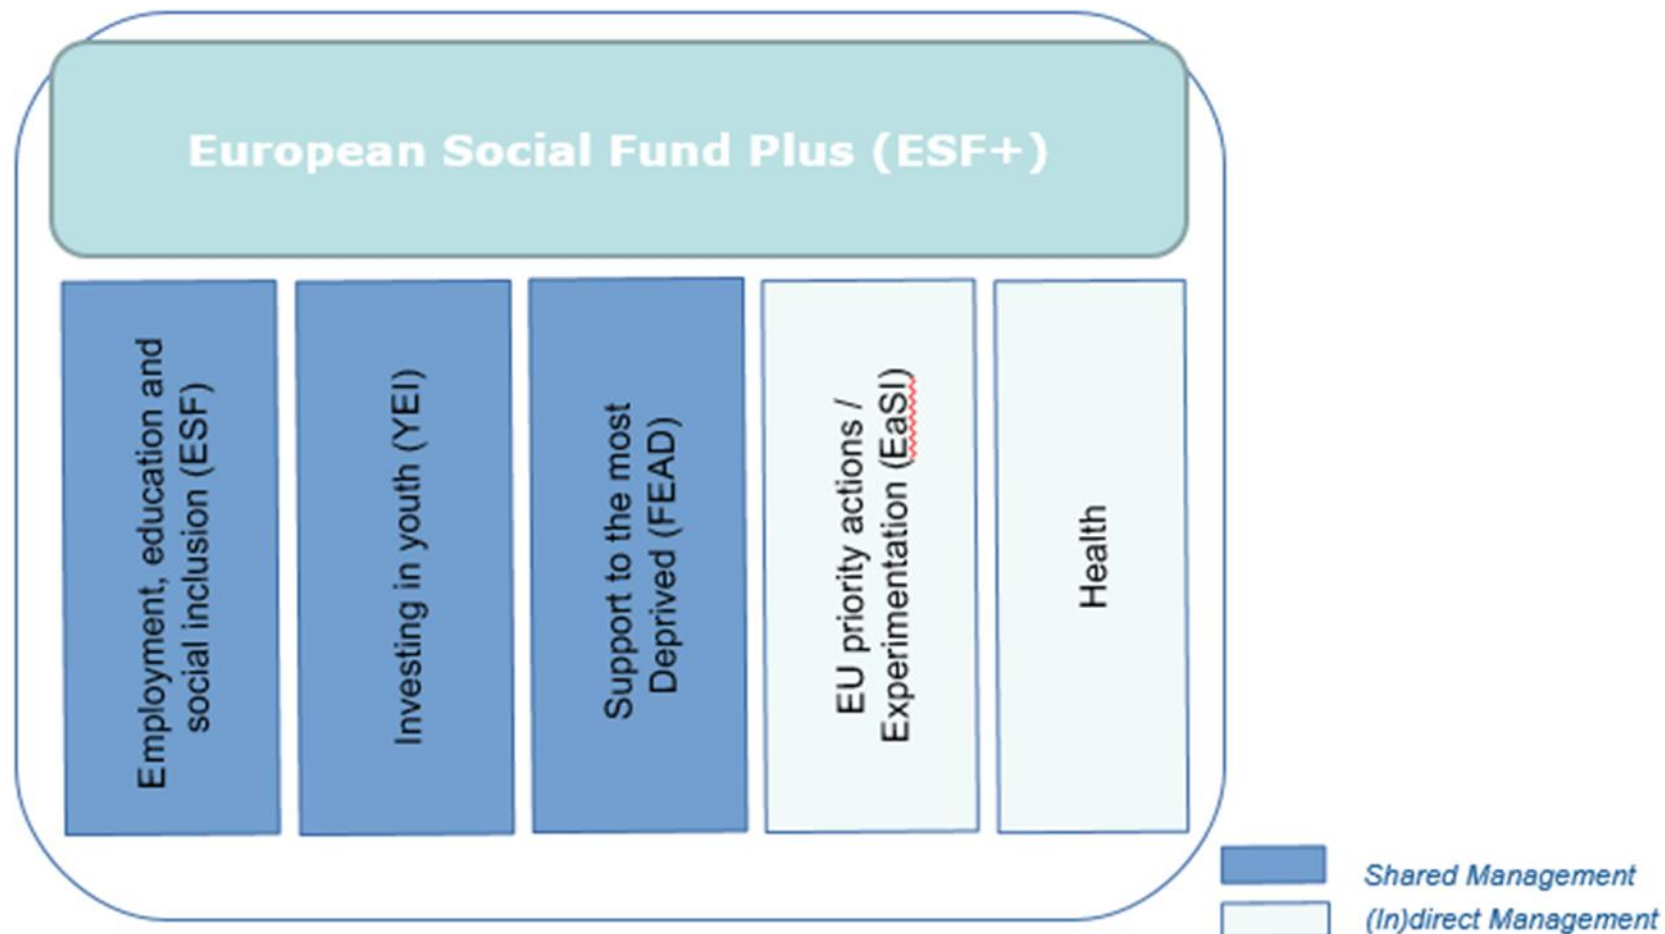 European Social Fund Plus (ESF+)
Employment, education and
social inclusion (ESF)
Investing in youth (YEI)
Support to the most
Deprived (FEAD)
EU priority actions /
Experimentation (EaSI)
Health
Shared Management
(In)direct Management